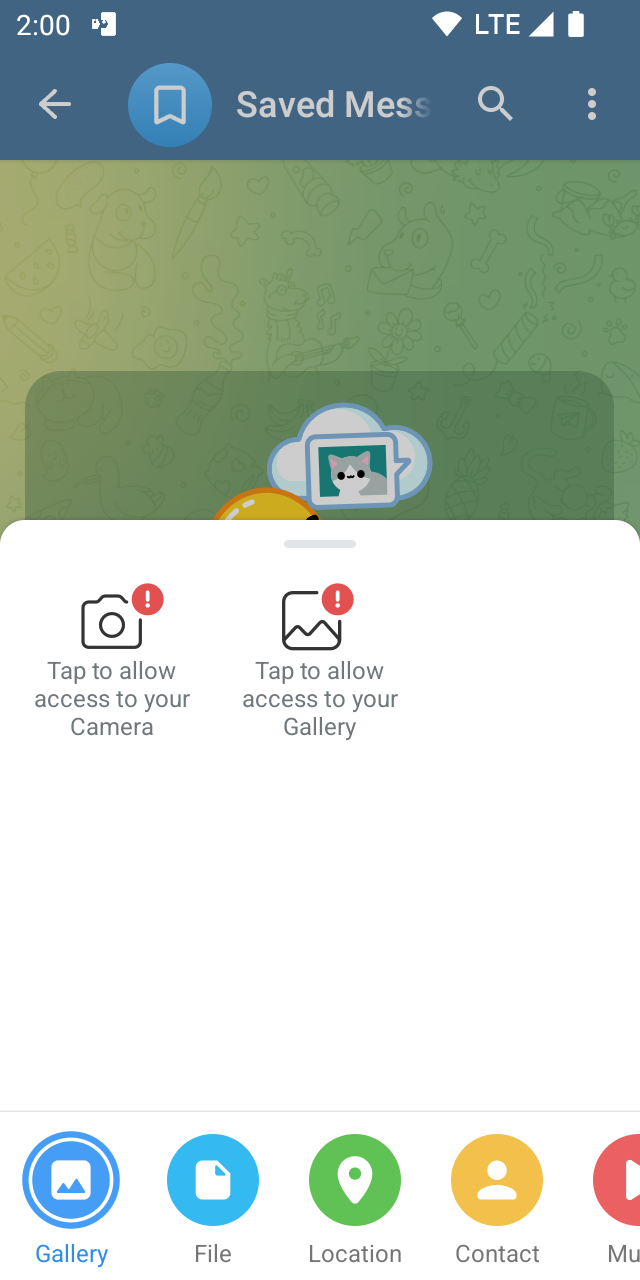 2:00
LTE
Saved Mess
Tap to allow
access to your
Camera
Tap to allow
access to your
Gallery
Gallery
File
Location
Contact
Mu